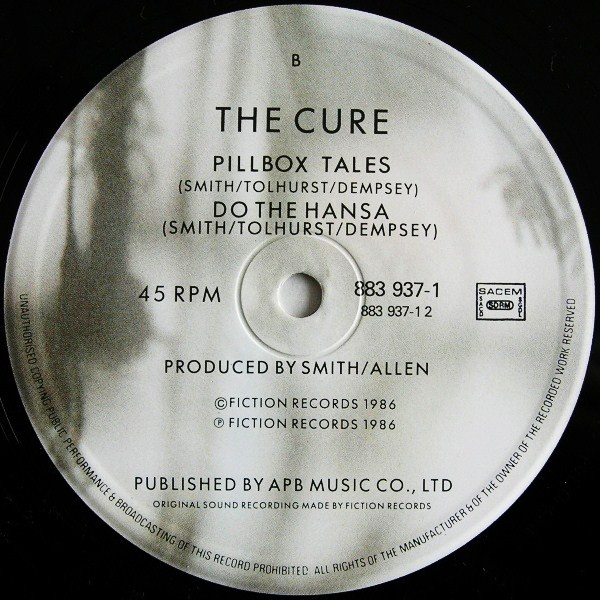 B
THE CURE
PILLBOX TALES
(SMITH/TOLHURST/DEMPSEY)
DO THE HANSA
(SMITH/TOLHURST/DEMPSEY)
45 RPM
883 937-1
883 937-1 2
SACEM
SACD
SDRM
SGDL
PRODUCED BY SMITH/ALLEN
©FICTION RECORDS 1986
℗ FICTION RECORDS 1986
PUBLISHED BY APB MUSIC CO., LTD
ORIGINAL SOUND RECORDING MADE BY FICTION RECORDS
UNAUTHORISED COPYING PUBLIC PERFORMANCE & BROADCASTING OF THIS RECORD PROHIBITED. ALL RIGHTS OF THE MANUFACTURER & OF THE OWNER OF THE RECORDED WORK RESERVED